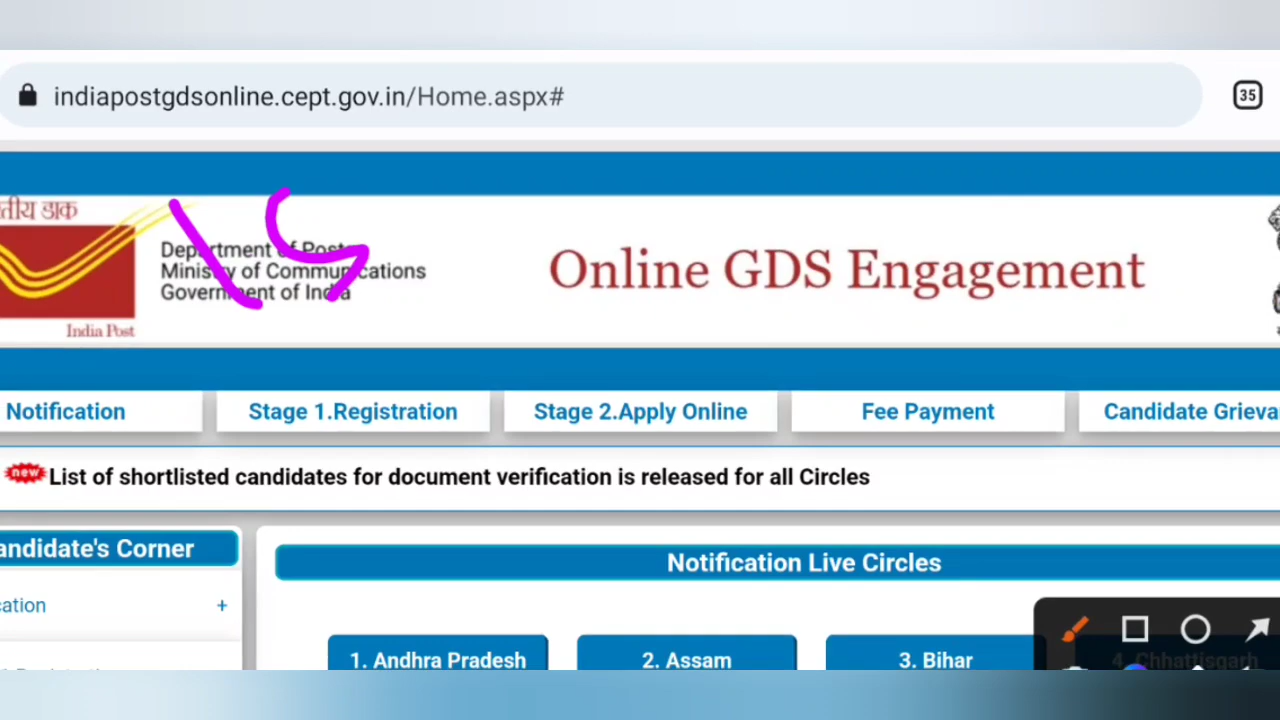 indiapostgdsonline.cept.gov.in/Home.aspx#
35
तीय डाक
Department of Posts
Ministry of Communications
Government of India
India Post
Online GDS Engagement
Notification
Stage 1.Registration
Stage 2.Apply Online
Fee Payment
Candidate Grieva
new
List of shortlisted candidates for document verification is released for all Circles
andidate's Corner
Notification Live Circles
cation +
1. Andhra Pradesh
2. Assam
3. Bihar
4. Chhattisgarh